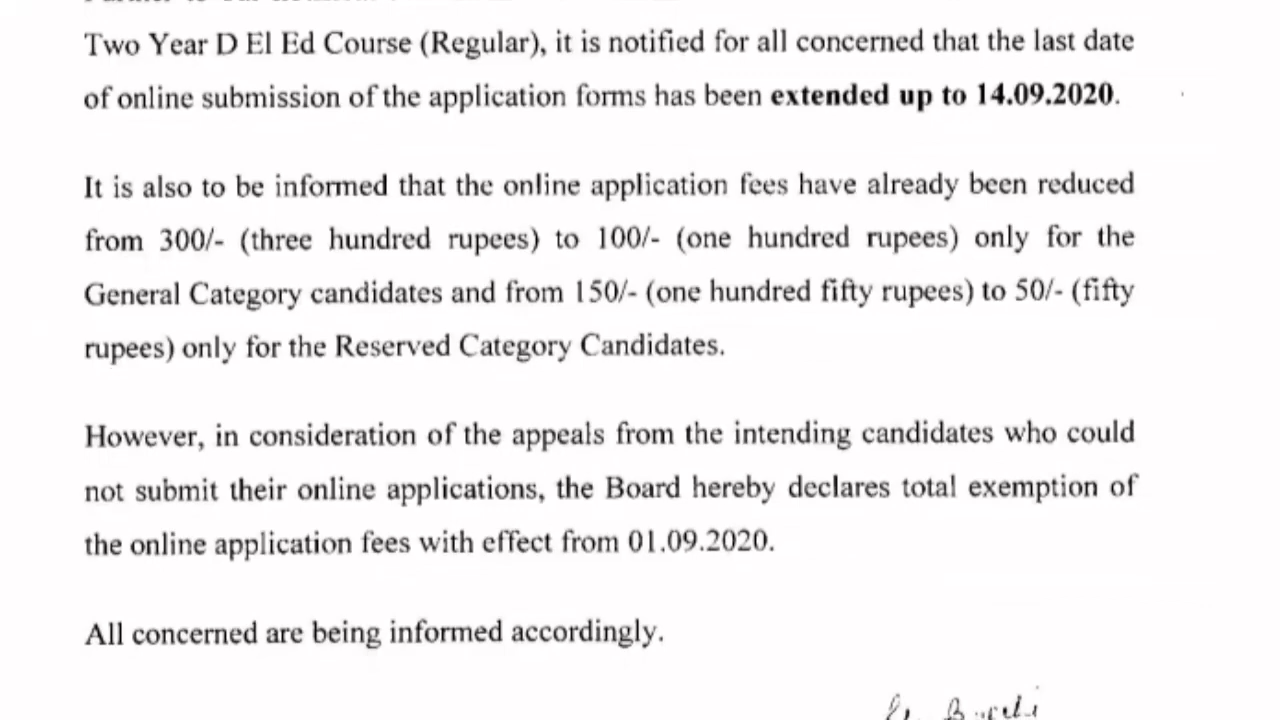 Two Year D El Ed Course (Regular), it is notified for all concerned that the last date
of online submission of the application forms has been extended up to 14.09.2020.
It is also to be informed that the online application fees have already been reduced
from 300/- (three hundred rupees) to 100/- (one hundred rupees) only for the
General Category candidates and from 150/- (one hundred fifty rupees) to 50/- (fifty
rupees) only for the Reserved Category Candidates.
However, in consideration of the appeals from the intending candidates who could
not submit their online applications, the Board hereby declares total exemption of
the online application fees with effect from 01.09.2020.
All concerned are being informed accordingly.